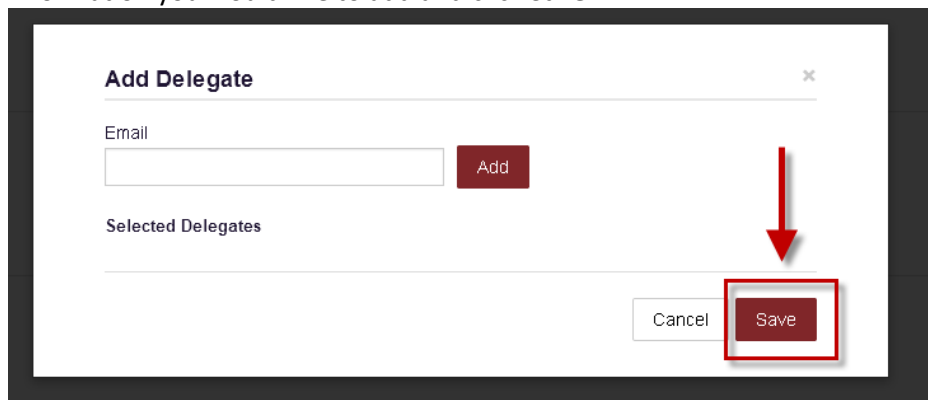 Add Delegate
×
Email
Add
Selected Delegates
Cancel
Save